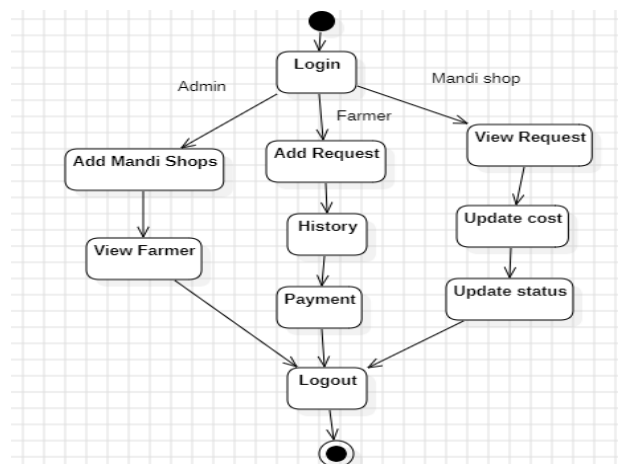 Login
Admin
Mandi shop
Farmer
View Request
Add Mandi Shops
Add Request
Update cost
History
View Farmer
Update status
Payment
Logout